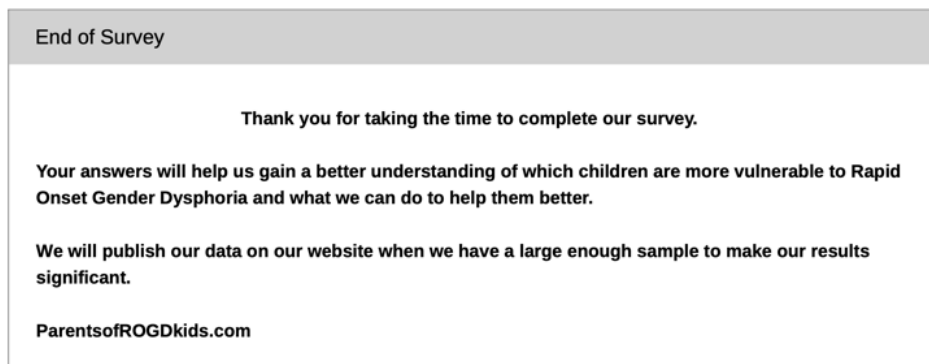 End of Survey
Thank you for taking the time to complete our survey.
Your answers will help us gain a better understanding of which children are more vulnerable to Rapid
Onset Gender Dysphoria and what we can do to help them better.
We will publish our data on our website when we have a large enough sample to make our results
significant.
ParentsofROGDkids.com